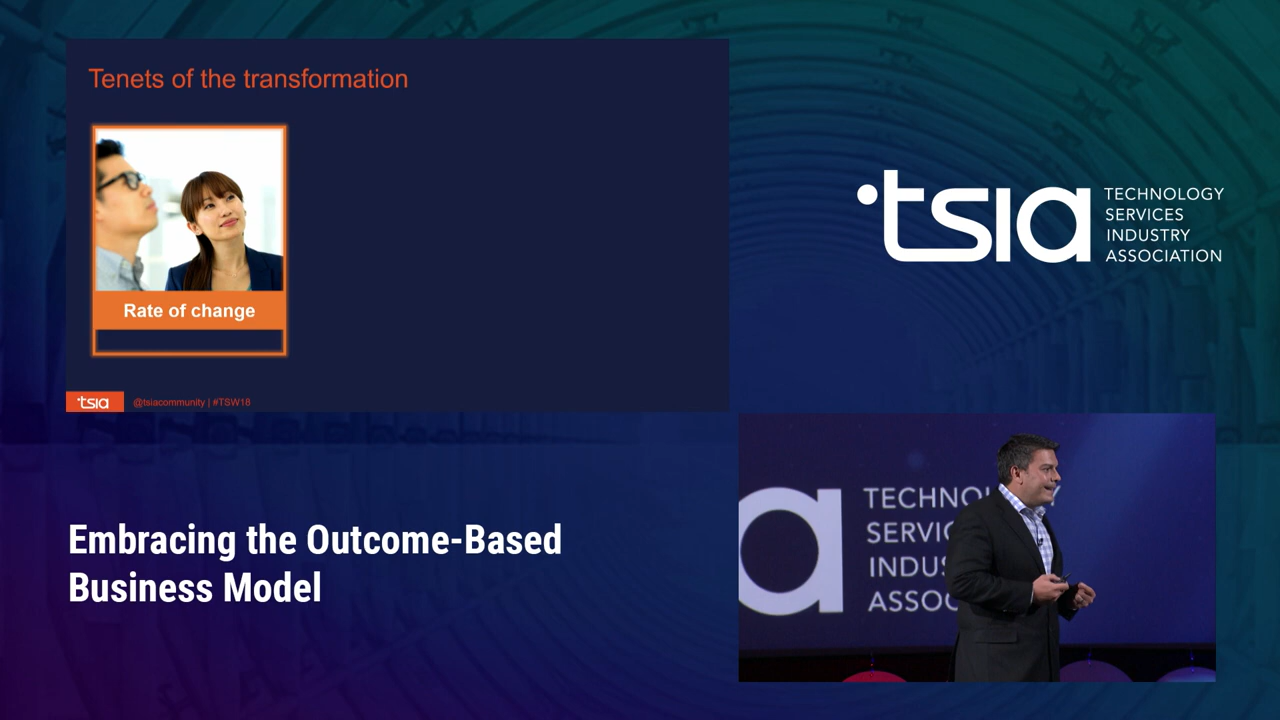 Tenets of the transformation
Rate of change
tsia
@tsiacommunity | #TSW18
tsia
TECHNOLOGY
SERVICES
INDUSTRY
ASSOCIATION
Embracing the Outcome-Based
Business Model
a
TECHNOLOGY
SERVIC
INDUS
ASSOC